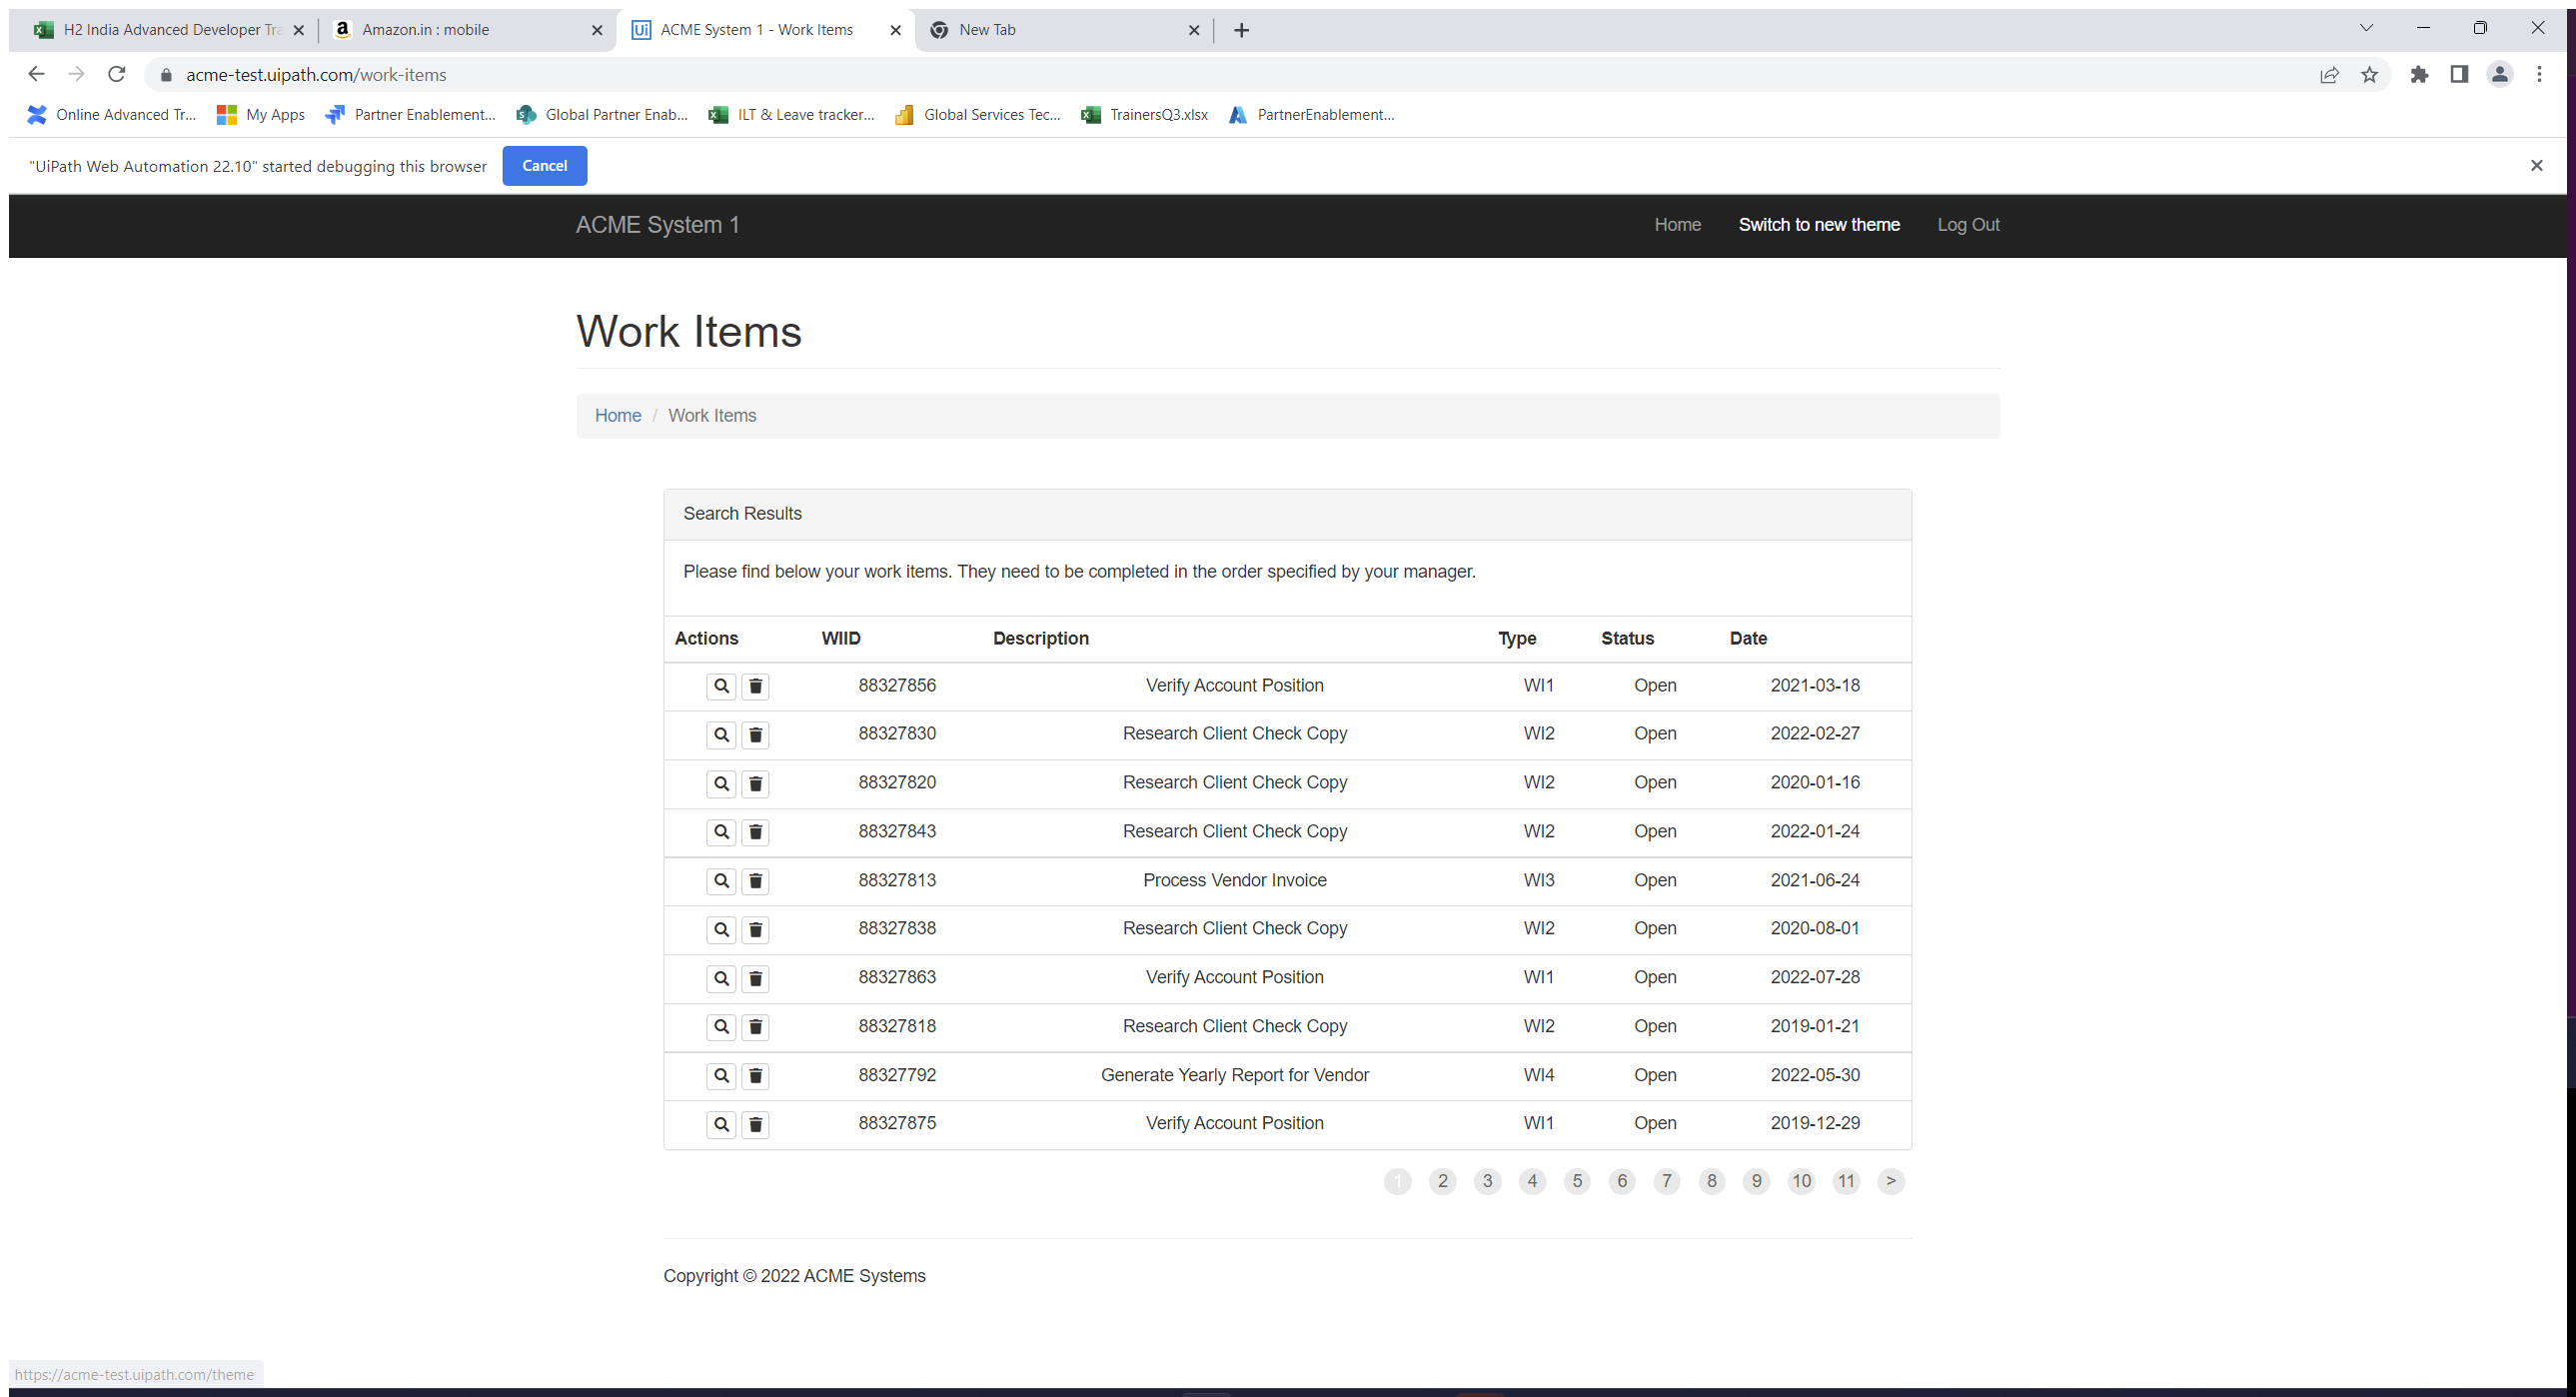 H2 India Advanced Developer Tra
Amazon.in : mobile
ACME System 1 - Work Items
New Tab
acme-test.uipath.com/work-items
Online Advanced Tr... My Apps Partner Enablement... Global Partner Enab... ILT & Leave tracker... Global Services Tec... TrainersQ3.xlsx PartnerEnablement...
"UiPath Web Automation 22.10" started debugging this browser Cancel
ACME System 1 Home Switch to new theme Log Out
Work Items
Home / Work Items
Search Results
Please find below your work items. They need to be completed in the order specified by your manager.
Actions WIID Description Type Status Date
88327856 Verify Account Position WI1 Open 2021-03-18
88327830 Research Client Check Copy WI2 Open 2022-02-27
88327820 Research Client Check Copy WI2 Open 2020-01-16
88327843 Research Client Check Copy WI2 Open 2022-01-24
88327813 Process Vendor Invoice WI3 Open 2021-06-24
88327838 Research Client Check Copy WI2 Open 2020-08-01
88327863 Verify Account Position WI1 Open 2022-07-28
88327818 Research Client Check Copy WI2 Open 2019-01-21
88327792 Generate Yearly Report for Vendor WI4 Open 2022-05-30
88327875 Verify Account Position WI1 Open 2019-12-29
1 2 3 4 5 6 7 8 9 10 11 >
Copyright © 2022 ACME Systems
https://acme-test.uipath.com/theme